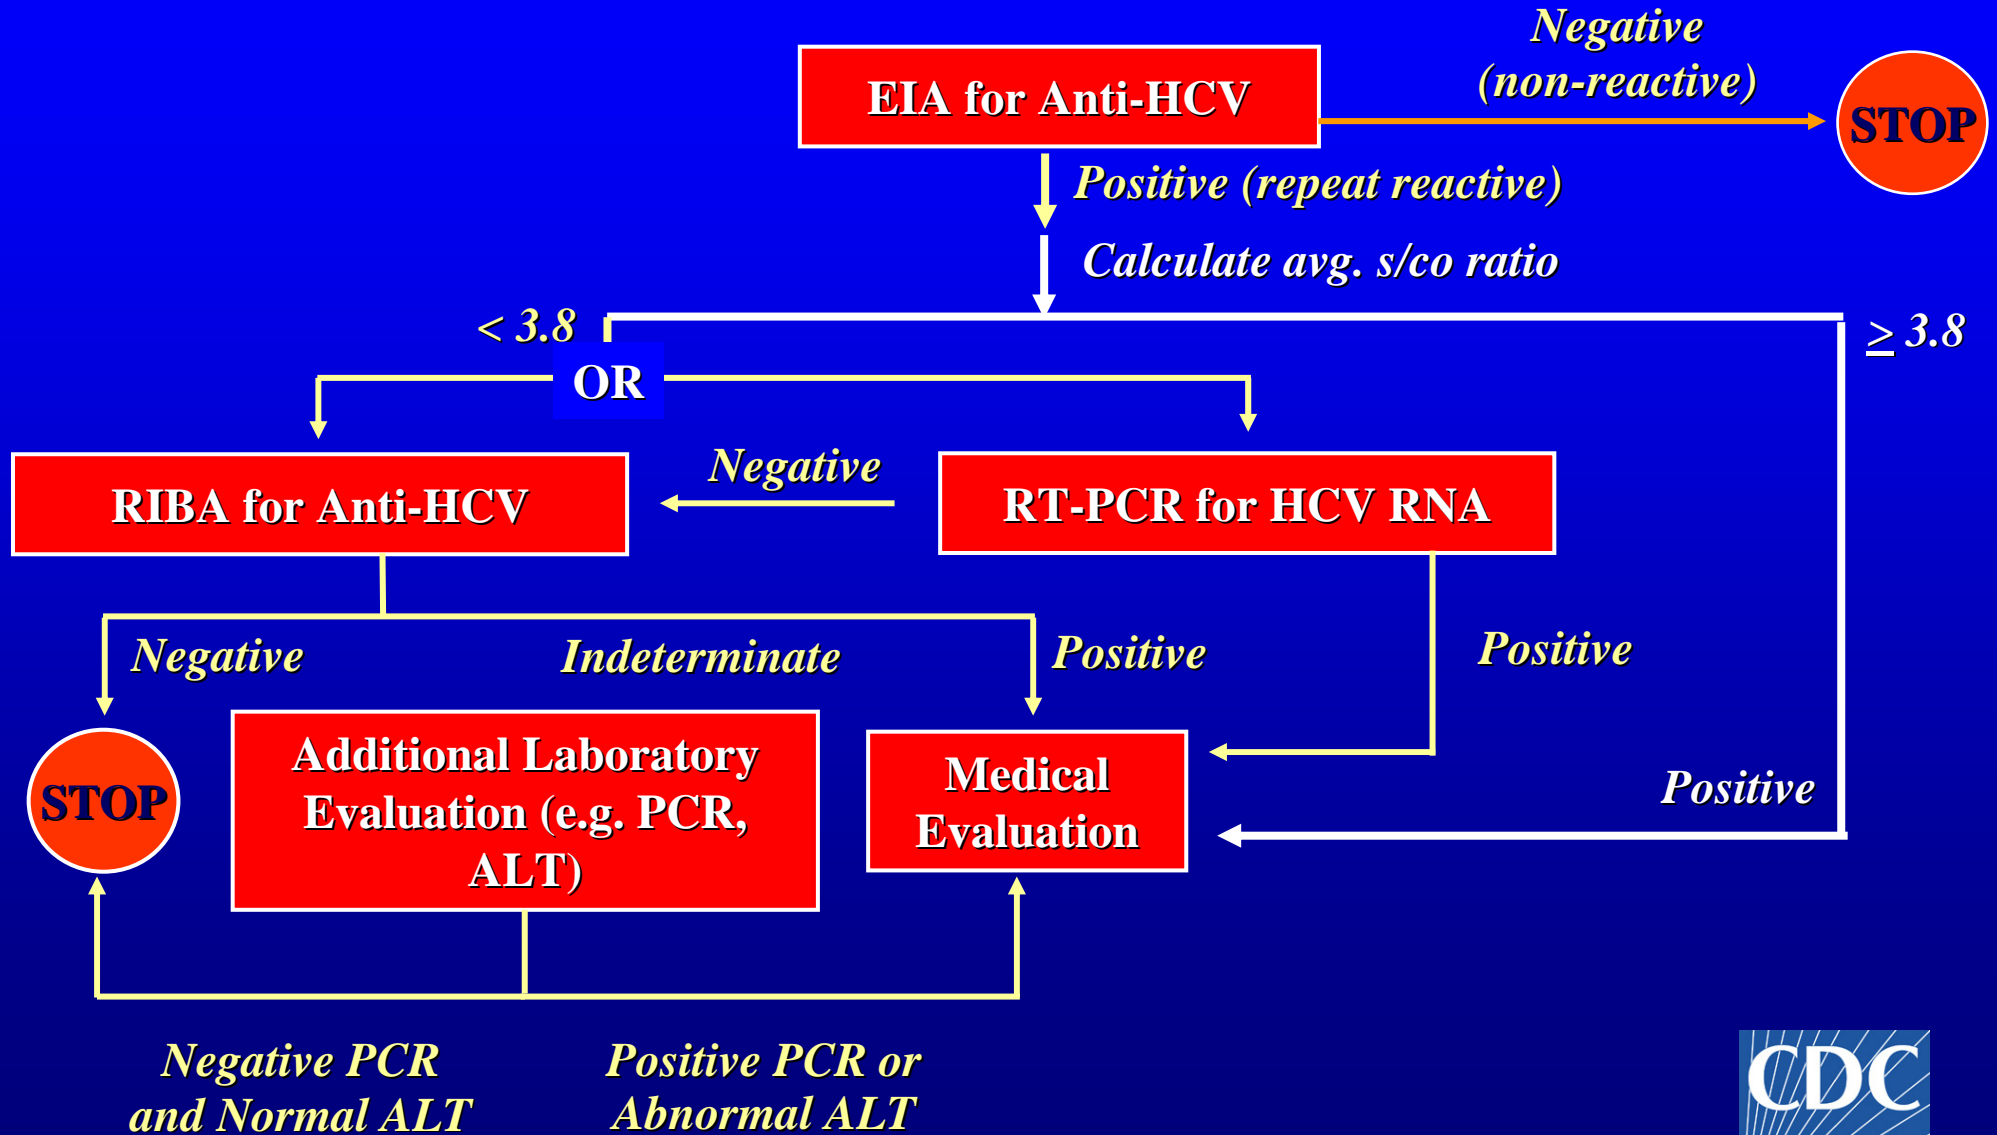 Negative
(non-reactive)
EIA for Anti-HCV
STOP
Positive (repeat reactive)
Calculate avg. s/co ratio
< 3.8
≥ 3.8
OR
Negative
RIBA for Anti-HCV
RT-PCR for HCV RNA
Negative
Indeterminate
Positive
Positive
STOP
Additional Laboratory
Evaluation (e.g. PCR,
ALT)
Medical
Evaluation
Positive
Negative PCR
and Normal ALT
Positive PCR or
Abnormal ALT
CDC